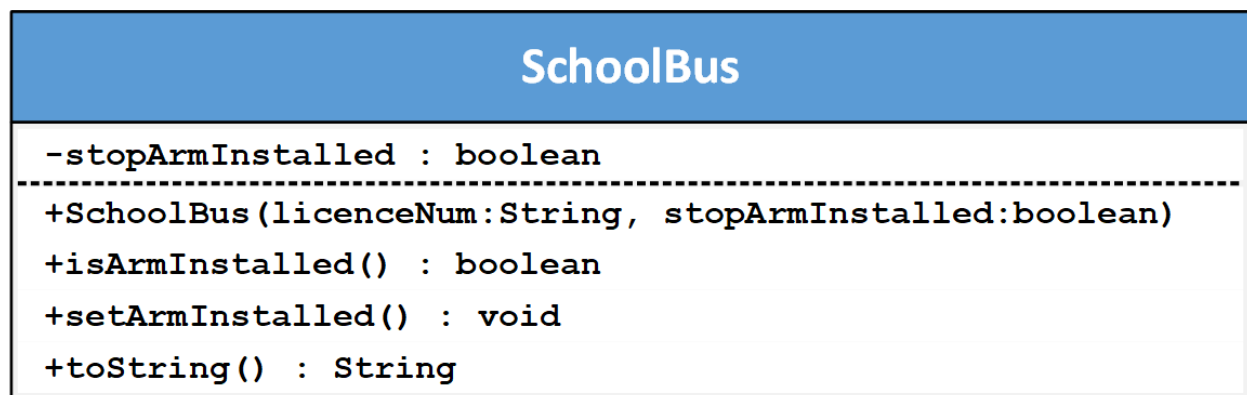 SchoolBus
-stopArmInstalled : boolean
+SchoolBus(licenceNum:String, stopArmInstalled:boolean)
+isArmInstalled() : boolean
+setArmInstalled() : void
+toString() : String